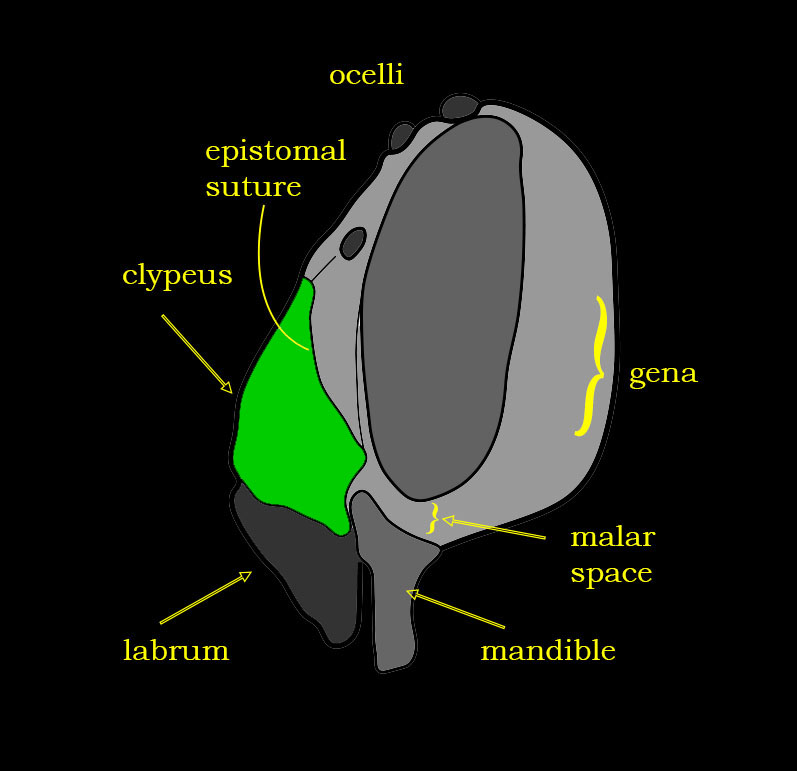 ocelli
epistomal
suture
clypeus
gena
malar
space
labrum
mandible